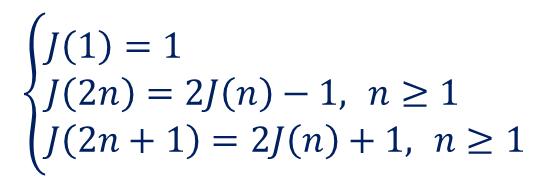 J(1) = 1
J(2n) = 2J(n) − 1, n ≥ 1
J(2n + 1) = 2J(n) + 1, n ≥ 1